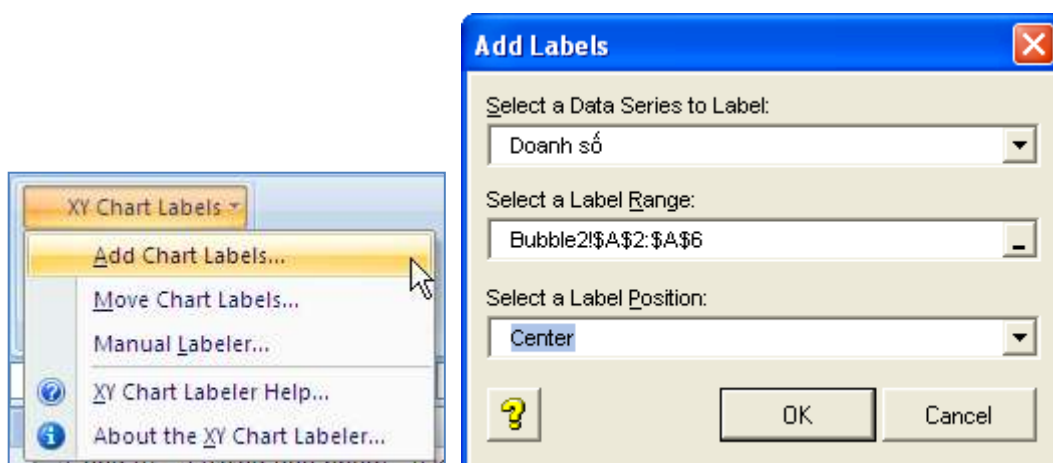 XY Chart Labels
Add Chart Labels...
Move Chart Labels...
Manual Labeler...
XY Chart Labeler Help...
About the XY Chart Labeler...
Add Labels
Select a Data Series to Label:
Doanh số
Select a Label Range:
Bubble2!$A$2:$A$6
Select a Label Position:
Center
OK
Cancel